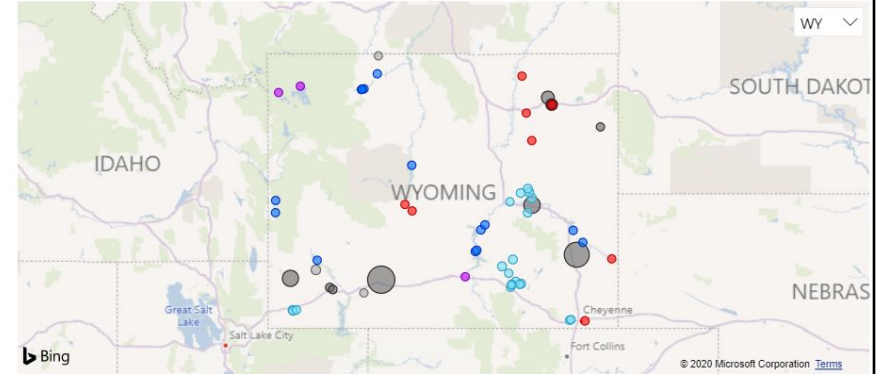 WY
SOUTH DAKOT
IDAHO
WYOMING
NEBRAS
Great Salt
Lake
Cheyenne
Salt Lake City
Fort Collins
Bing
© 2020 Microsoft Corporation Terms